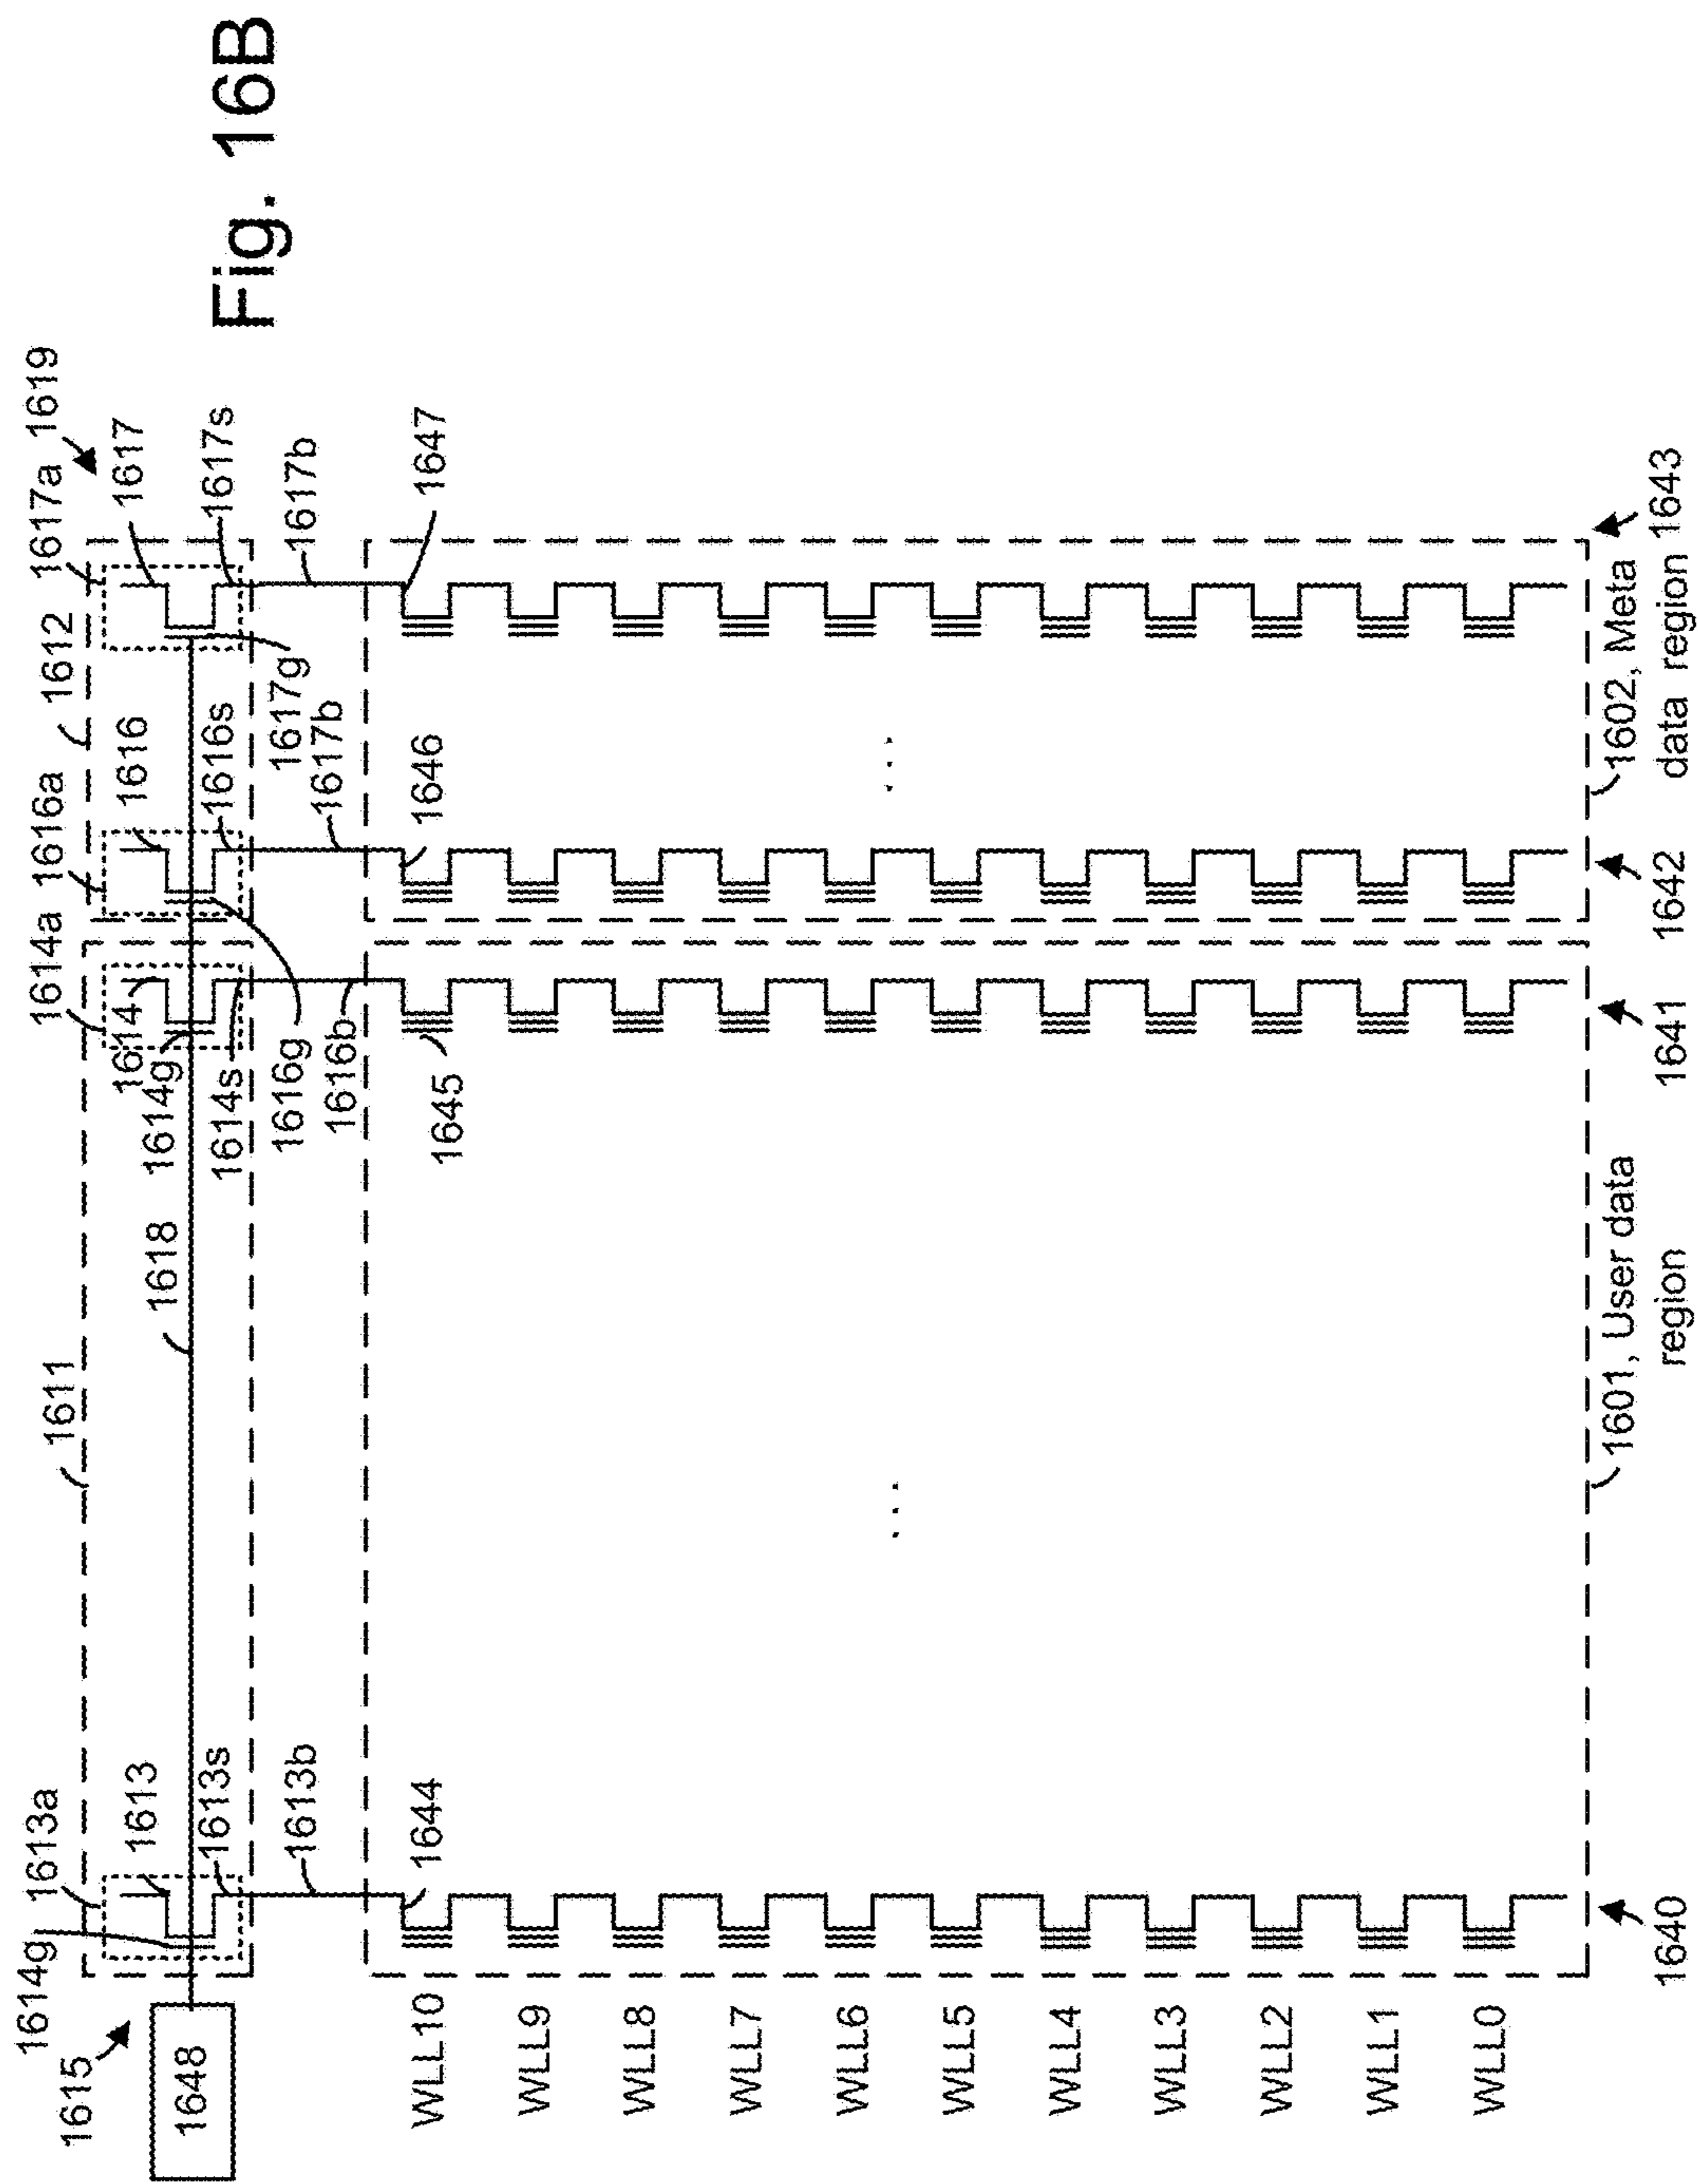 Fig. 16B
1615
1648
1614g
1613a
1613
1613s
1613b
1611
1618
1614a
1614
1614g
1614s
1616b
1616g
1616a
1616
1616s
1617b
1617g
1612
1617a
1619
1617
1617s
1617b
1644
1645
1646
1647
WLL10
WLL9
WLL8
WLL7
WLL6
WLL5
WLL4
WLL3
WLL2
WLL1
WLL0
...
...
1640
1641
1642
1643
1601, User data
region
1602, Meta
data region